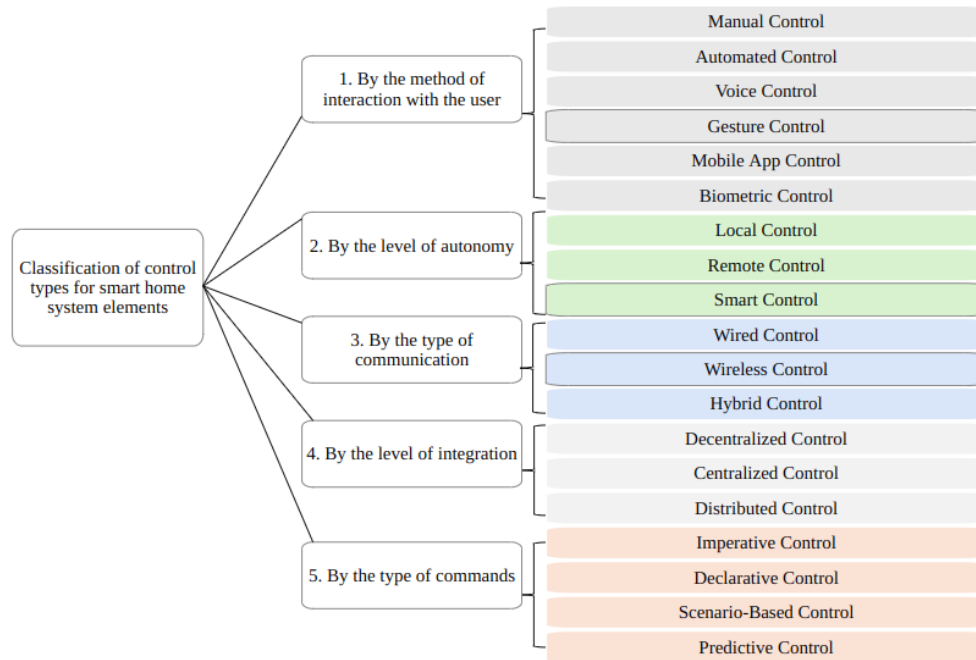 Classification of control
types for smart home
system elements
1. By the method of
interaction with the user
Manual Control
Automated Control
Voice Control
Gesture Control
Mobile App Control
Biometric Control
2. By the level of autonomy
Local Control
Remote Control
Smart Control
3. By the type of
communication
Wired Control
Wireless Control
Hybrid Control
4. By the level of integration
Decentralized Control
Centralized Control
Distributed Control
5. By the type of commands
Imperative Control
Declarative Control
Scenario-Based Control
Predictive Control